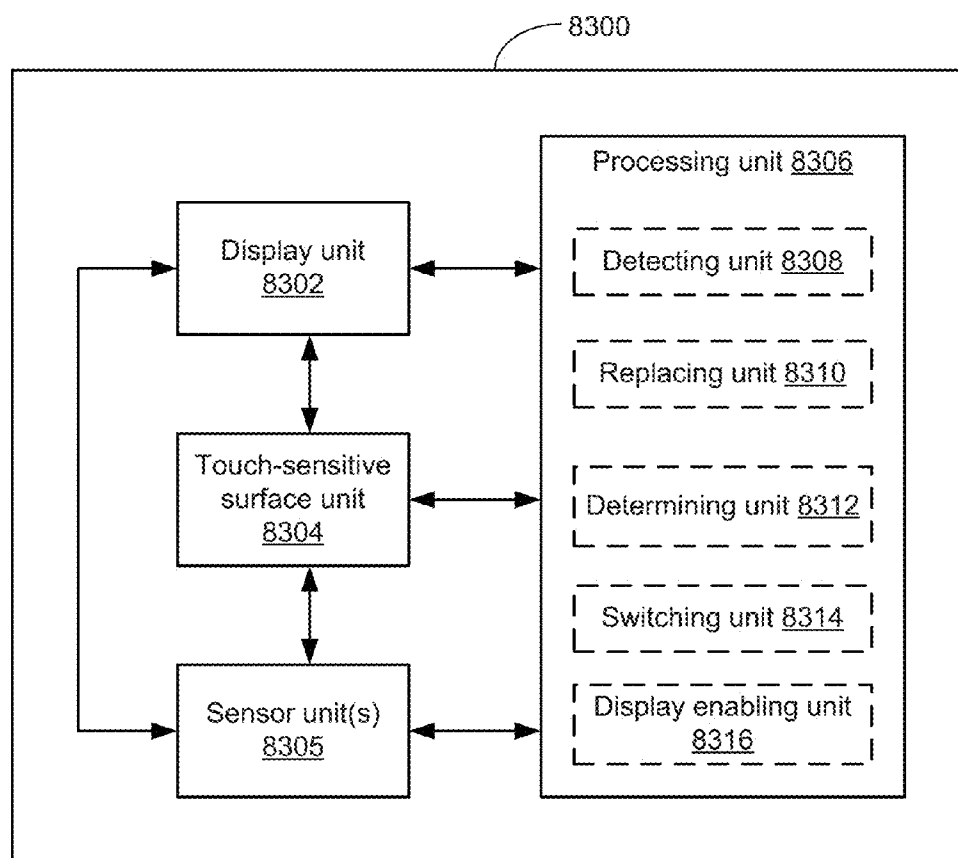 8300
Display unit
8302
Touch-sensitive
surface unit
8304
Sensor unit(s)
8305
Processing unit 8306
Detecting unit 8308
Replacing unit 8310
Determining unit 8312
Switching unit 8314
Display enabling unit
8316